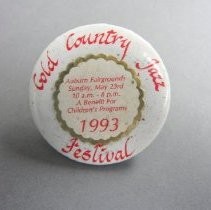 Gold Country Jazz
Auburn Fairgrounds
Sunday, May 23rd
10 a.m. - 6 p.m.
A Benefit For
Children's Programs
1993
Festival